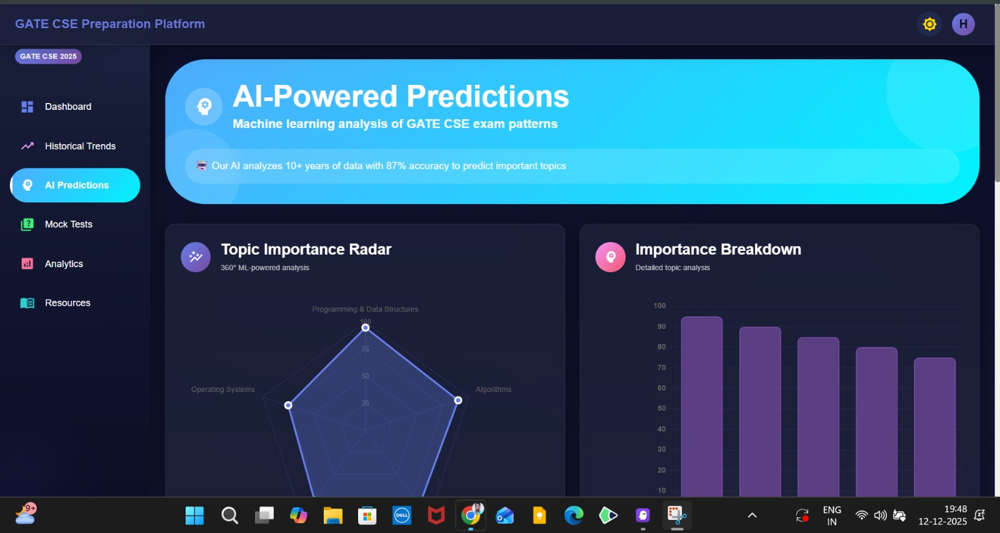 GATE CSE Preparation Platform
H
GATE CSE 2025
Dashboard
Historical Trends
AI Predictions
Mock Tests
Analytics
Resources
AI-Powered Predictions
Machine learning analysis of GATE CSE exam patterns
Our AI analyzes 10+ years of data with 87% accuracy to predict important topics
Topic Importance Radar
360° ML-powered analysis
Programming & Data Structures
100
75
50
25
Operating Systems
Algorithms
Importance Breakdown
Detailed topic analysis
100
90
80
70
60
50
40
30
20
10
9+
DELL
ENG
IN
19:48
12-12-2025